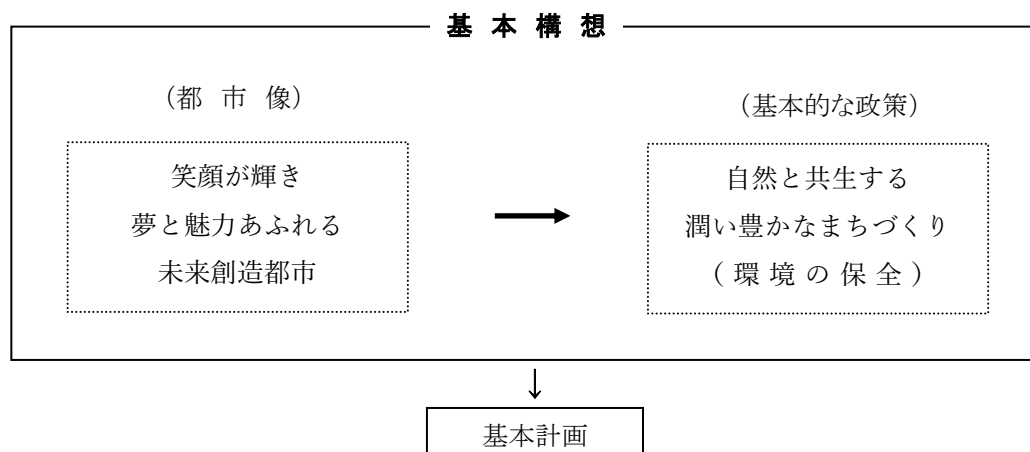 基 本 構 想
（都 市 像）
笑顔が輝き
夢と魅力あふれる
未来創造都市
（基本的な政策）
自然と共生する
潤い豊かなまちづくり
（ 環 境 の 保 全 ）
基本計画